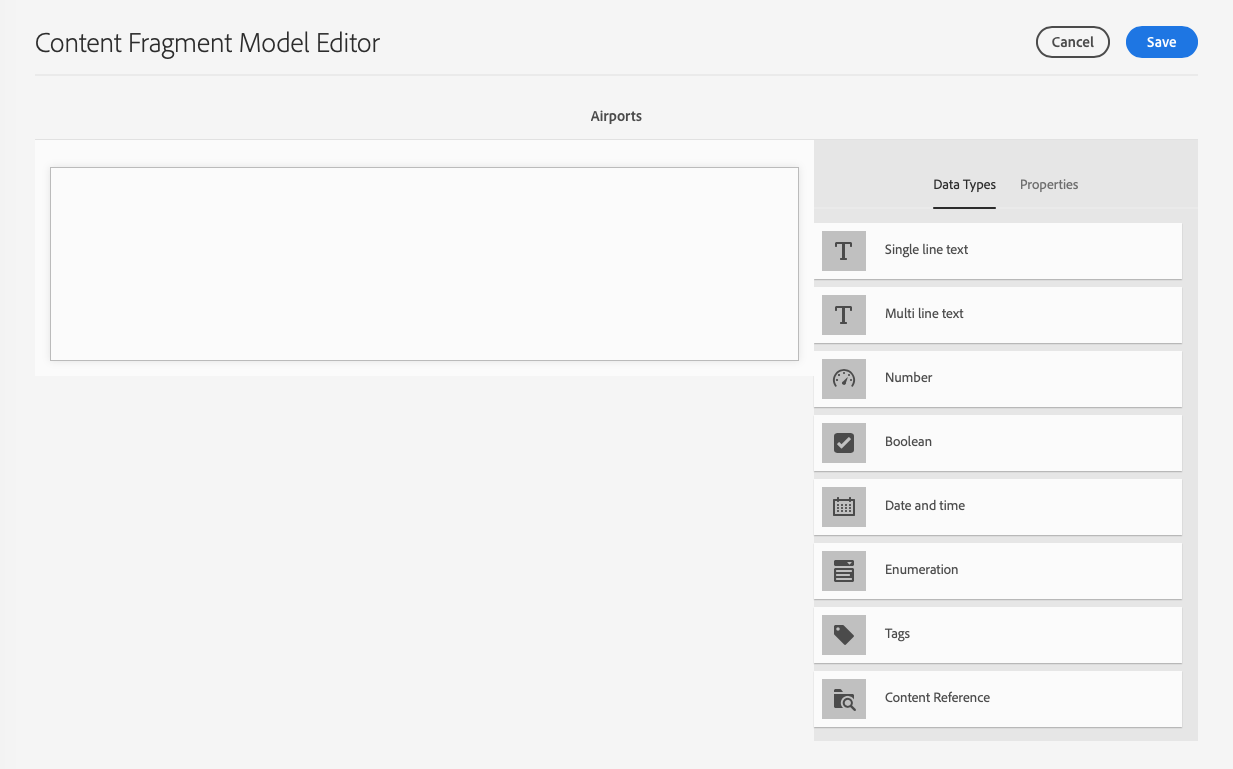 Content Fragment Model Editor
Cancel
Save
Airports
Data Types
Properties
Single line text
Multi line text
Number
Boolean
Date and time
Enumeration
Tags
Content Reference